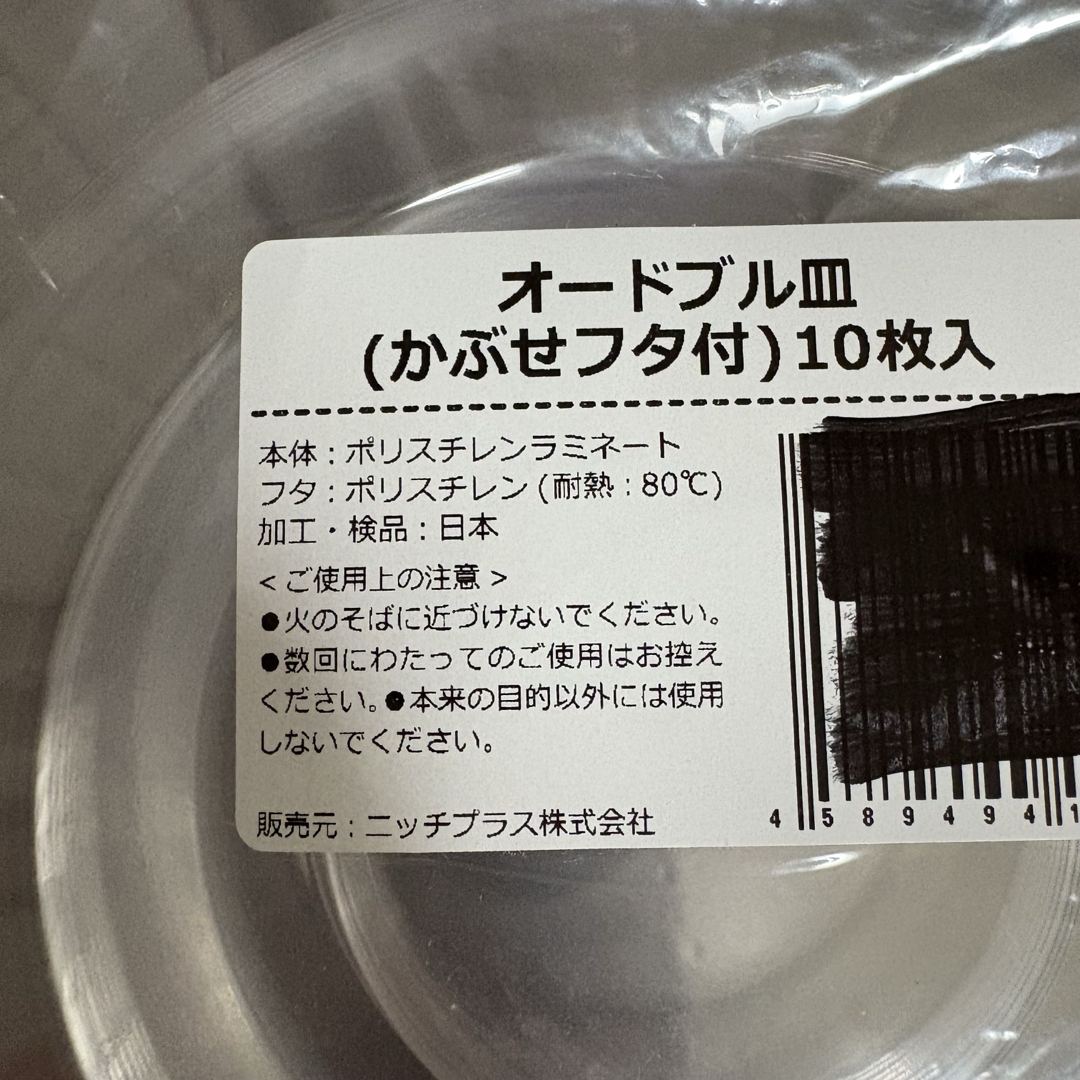 オードブル皿
(かぶせフタ付)10枚入
本体：ポリスチレンラミネート
フタ：ポリスチレン(耐熱：80℃)
加工・検品：日本
<ご使用上の注意>
●火のそばに近づけないでください。
●数回にわたってのご使用はお控え
ください。●本来の目的以外には使用
しないでください。
販売元：ニッチプラス株式会社
4 589494 1